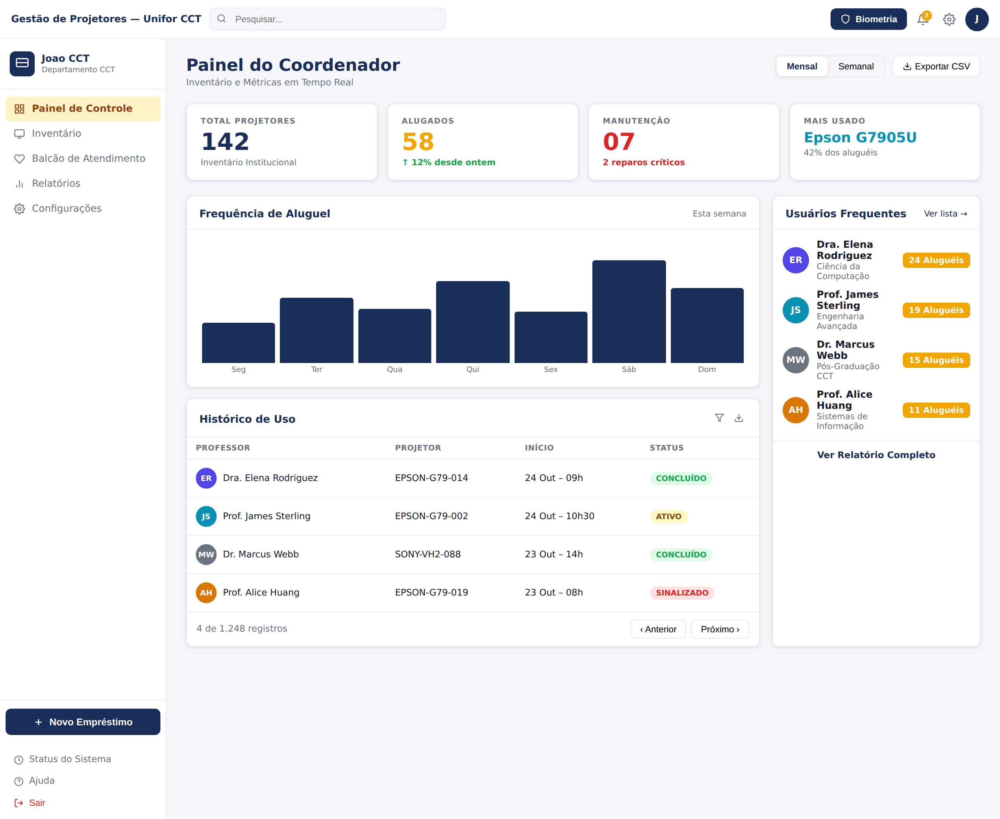 Gestão de Projetores — Unifor CCT
Pesquisar...
Biometria
2
J
Joao CCT
Departamento CCT
Painel de Controle
Inventário
Balcão de Atendimento
Relatórios
Configurações
Novo Empréstimo
Status do Sistema
Ajuda
Sair
Painel do Coordenador
Inventário e Métricas em Tempo Real
Mensal
Semanal
Exportar CSV
TOTAL PROJETORES
142
Inventário Institucional
ALUGADOS
58
↑ 12% desde ontem
MANUTENÇÃO
07
2 reparos críticos
MAIS USADO
Epson G7905U
42% dos aluguéis
Frequência de Aluguel
Esta semana
Seg
Ter
Qua
Qui
Sex
Sáb
Dom
Usuários Frequentes
Ver lista →
ER
Dra. Elena
Rodriguez
Ciência da
Computação
24 Aluguéis
JS
Prof. James
Sterling
Engenharia
Avançada
19 Aluguéis
MW
Dr. Marcus
Webb
Pós-Graduação
CCT
15 Aluguéis
AH
Prof. Alice
Huang
Sistemas de
Informação
11 Aluguéis
Ver Relatório Completo
Histórico de Uso
PROFESSOR PROJETOR INÍCIO STATUS
ER Dra. Elena Rodriguez EPSON-G79-014 24 Out – 09h CONCLUÍDO
JS Prof. James Sterling EPSON-G79-002 24 Out – 10h30 ATIVO
MW Dr. Marcus Webb SONY-VH2-088 23 Out – 14h CONCLUÍDO
AH Prof. Alice Huang EPSON-G79-019 23 Out – 08h SINALIZADO
4 de 1.248 registros
‹ Anterior
Próximo ›